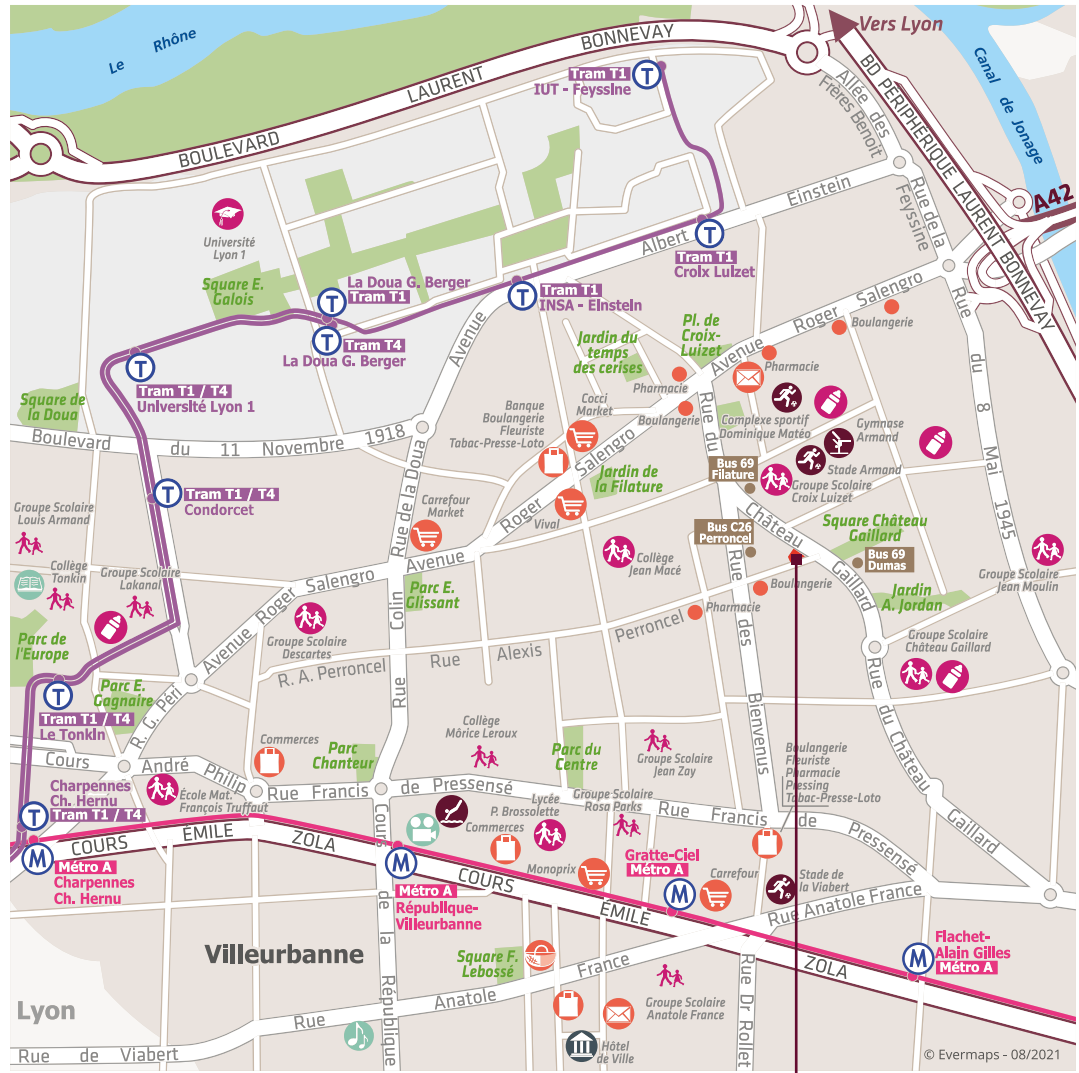 Le Rhône
BOULEVARD LAURENT BONNEVAY
Vers Lyon
BD PÉRIPHÉRIQUE LAURENT BONNEVAY
Canal de Jonage
A42
Tram T1
IUT - Feyssine
Allée des
Frères Benoit
Rue de la
Feyssine
Avenue Albert Einstein
T
Tram T1
Croix Luizet
Université
Lyon 1
Square E.
Galois
La Doua G. Berger
Tram T1
T
T
Tram T4
La Doua G. Berger
T
Tram T1
INSA - Einstein
T
Tram T1 / T4
Université Lyon 1
Square de
la Doua
Boulevard du 11 Novembre 1918
Jardin du
temps
des cerises
Pl. de
Croix-
Luizet
Avenue Roger Salengro
Boulangerie
Pharmacie
Pharmacie
Boulangerie
Rue du 8 Mai 1945
Banque
Boulangerie
Fleuriste
Tabac-Presse-Loto
Cocci
Market
Complexe sportif
Dominique Matéo
Gymnase
Armand
Stade Armand
Groupe Scolaire
Croix Luizet
Bus 69
Filature
Jardin de
la Filature
Vival
Carrefour
Market
Rue de la Doua
T
Tram T1 / T4
Condorcet
Groupe Scolaire
Louis Armand
Collège
Tonkin
Groupe Scolaire
Lakanal
Avenue Roger Salengro
Bus C26
Perroncel
Square Château
Gaillard
Bus 69
Dumas
Jardin
A. Jordan
Groupe Scolaire
Jean Moulin
Groupe Scolaire
Château Gaillard
Collège
Jean Macé
Boulangerie
Pharmacie
Rue du Château Gaillard
Parc E.
Glissant
Rue Colin
Groupe Scolaire
Descartes
R. A. Perroncel
Rue Alexis Perroncel
Rue des Bienvenus
Parc de
l'Europe
Parc E.
Gagnaire
T
Tram T1 / T4
Le Tonkin
R. G. Péri
Avenue Roger Salengro
Cours André Philip
Commerces
Parc
Chanteur
Collège
Môrice Leroux
Parc du
Centre
Groupe Scolaire
Jean Zay
Boulangerie
Fleuriste
Pharmacie
Pressing
Tabac-Presse-Loto
Rue du Château Gaillard
Charpennes
Ch. Hernu
T
Tram T1 / T4
École Mat.
François Truffaut
Rue Francis de Pressensé
Lycée
P. Brossolette
Groupe Scolaire
Rosa Parks
Commerces
Rue Francis de Pressensé
M
Métro A
Charpennes
Ch. Hernu
COURS ÉMILE ZOLA
M
Métro A
République-
Villeurbanne
COURS ÉMILE ZOLA
Monoprix
Gratte-Ciel
Métro A
M
Carrefour
Stade de
la Viabert
Rue Anatole France
Flachet-
Alain Gilles
Métro A
M
Cours de la République
Villeurbanne
Lyon
Square F.
Lebossé
Rue Anatole France
Groupe Scolaire
Anatole France
Rue Dr Rollet
Hôtel
de Ville
Rue de Viabert
© Evermaps - 08/2021